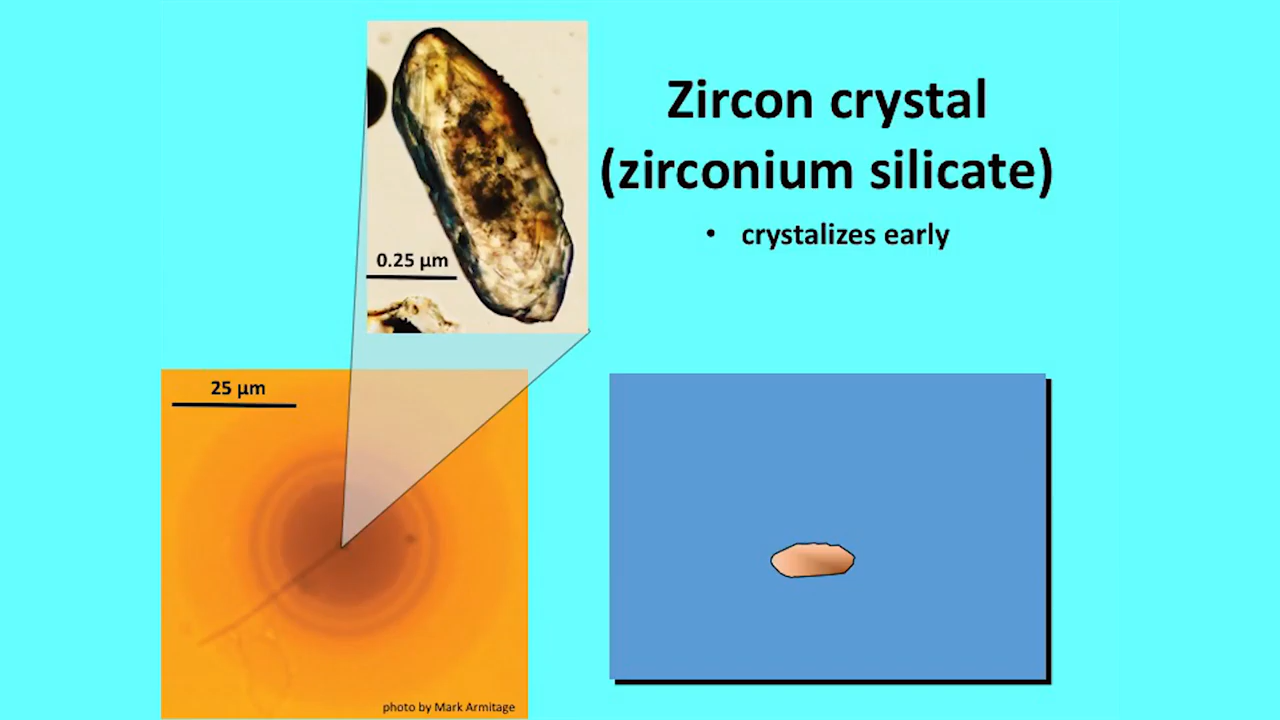 Zircon crystal
(zirconium silicate)
• crystalizes early
0.25 µm
25 µm
photo by Mark Armitage